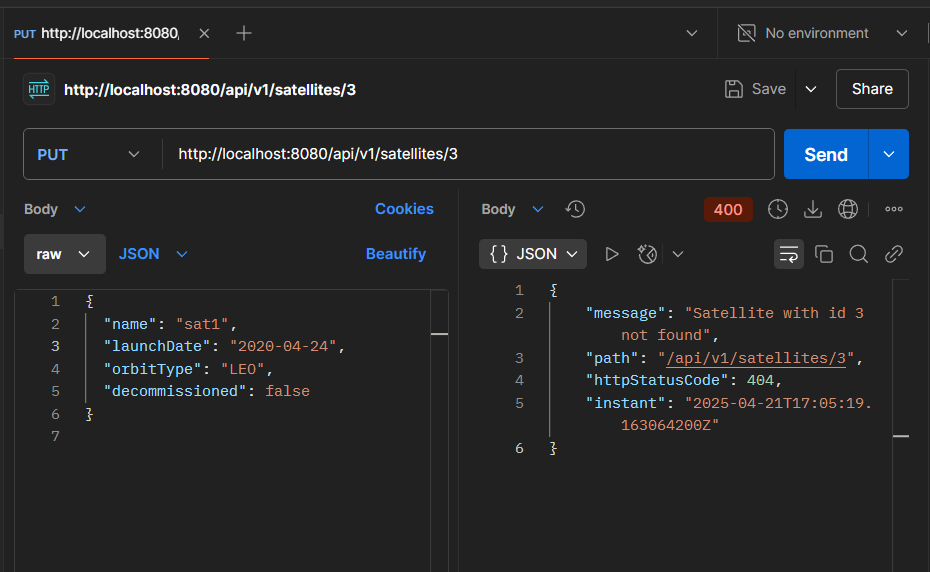 PUT http://localhost:8080,
No environment
HTTP http://localhost:8080/api/v1/satellites/3
Save
Share
PUT
http://localhost:8080/api/v1/satellites/3
Send
Body
Cookies
raw
JSON
Beautify
1 {
2 "name": "sat1",
3 "launchDate": "2020-04-24",
4 "orbitType": "LEO",
5 "decommissioned": false
6 }
7
Body
400
{} JSON
1 {
2 "message": "Satellite with id 3
not found",
3 "path": "/api/v1/satellites/3",
4 "httpStatusCode": 404,
5 "instant": "2025-04-21T17:05:19.
163064200Z"
6 }